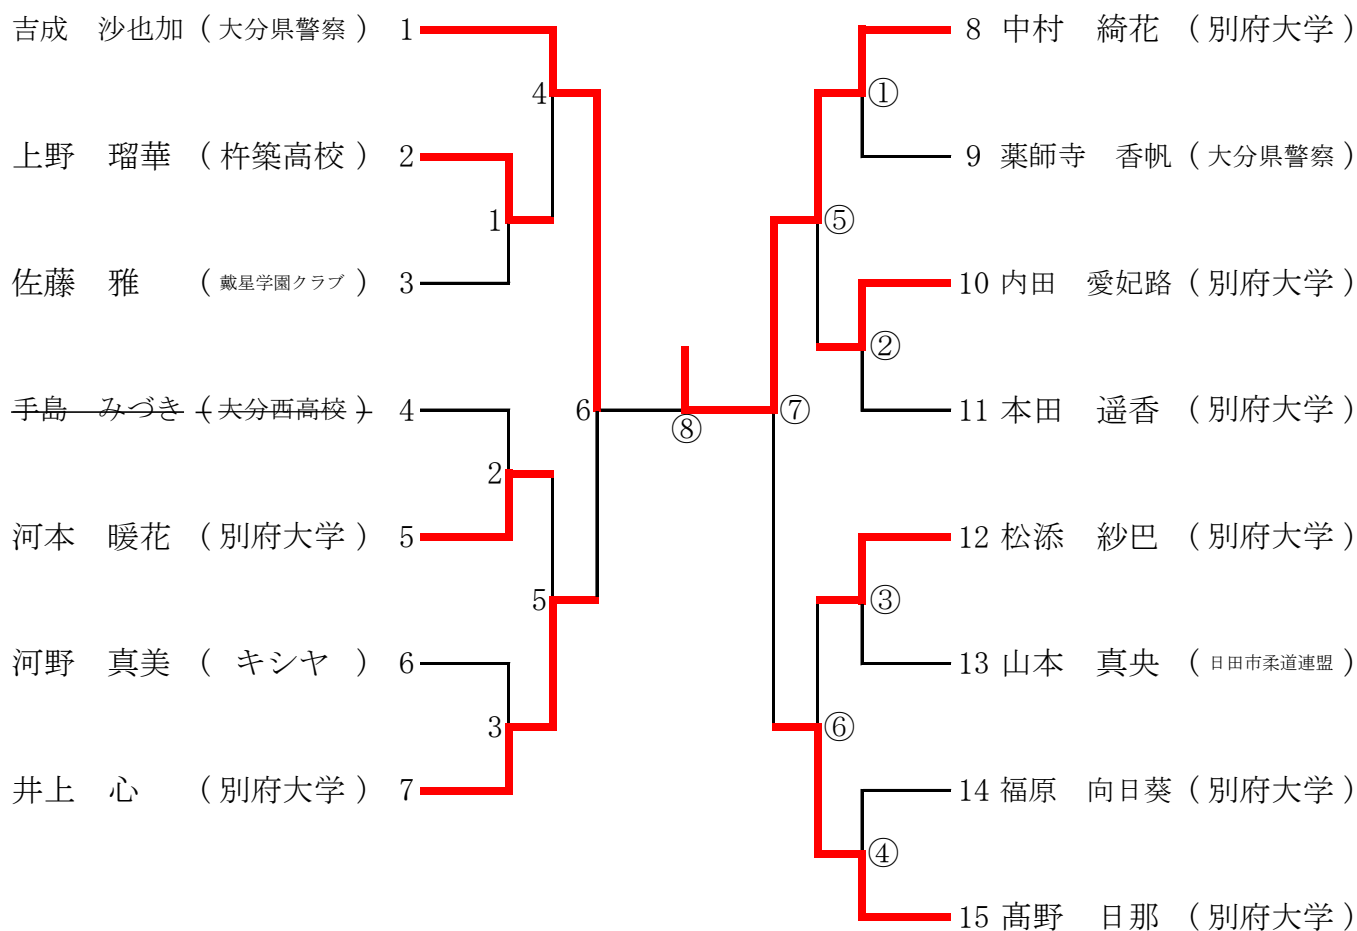 吉成　沙也加 ( 大分県警察 ) 1
4
上野　瑠華 ( 杵築高校 ) 2
1
佐藤　雅 ( 戴星学園クラブ ) 3
手島　みづき ( 大分西高校 ) 4
2
河本　暖花 ( 別府大学 ) 5
5
河野　真美 ( キシヤ ) 6
3
井上　心 ( 別府大学 ) 7
6
⑧
⑦
8 中村　綺花 ( 別府大学 )
①
9 薬師寺　香帆 ( 大分県警察 )
⑤
10 内田　愛妃路 ( 別府大学 )
②
11 本田　遥香 ( 別府大学 )
12 松添　紗巴 ( 別府大学 )
③
13 山本　真央 ( 日田市柔道連盟 )
⑥
14 福原　向日葵 ( 別府大学 )
④
15 髙野　日那 ( 別府大学 )